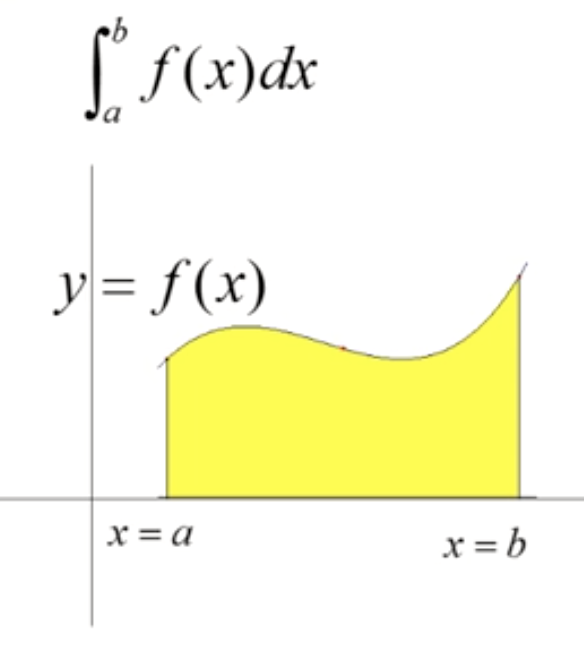 ∫_a^b f(x)dx
y = f(x)
x = a
x = b